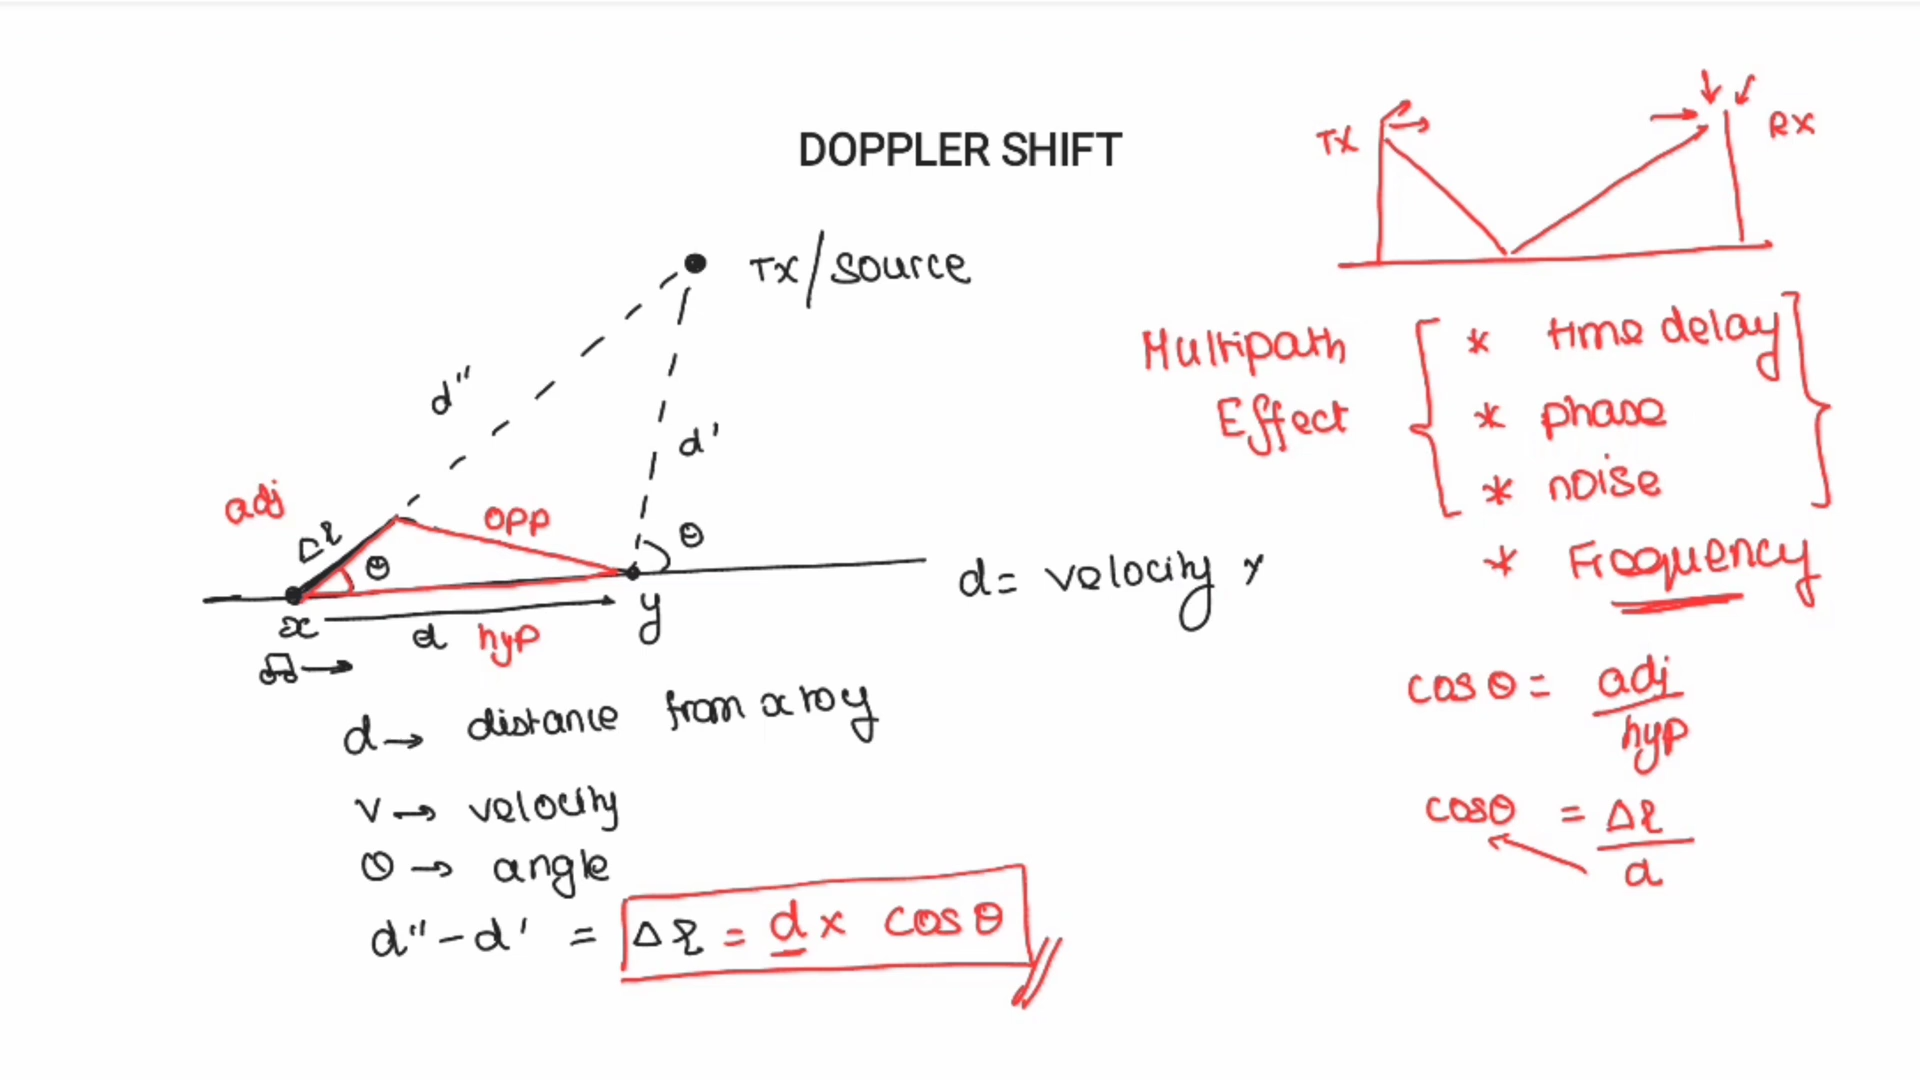 DOPPLER SHIFT
TX
RX
TX/source
d''
d'
Multipath
Effect
* time delay
* phase
* noise
* Frequency
adj
Δl
θ
opp
θ
x
d hyp
y
d = velocity x
d → distance from x to y
v → velocity
θ → angle
d'' - d' = Δl = d x cos θ
cos θ = adj
hyp
cosθ = Δl
d